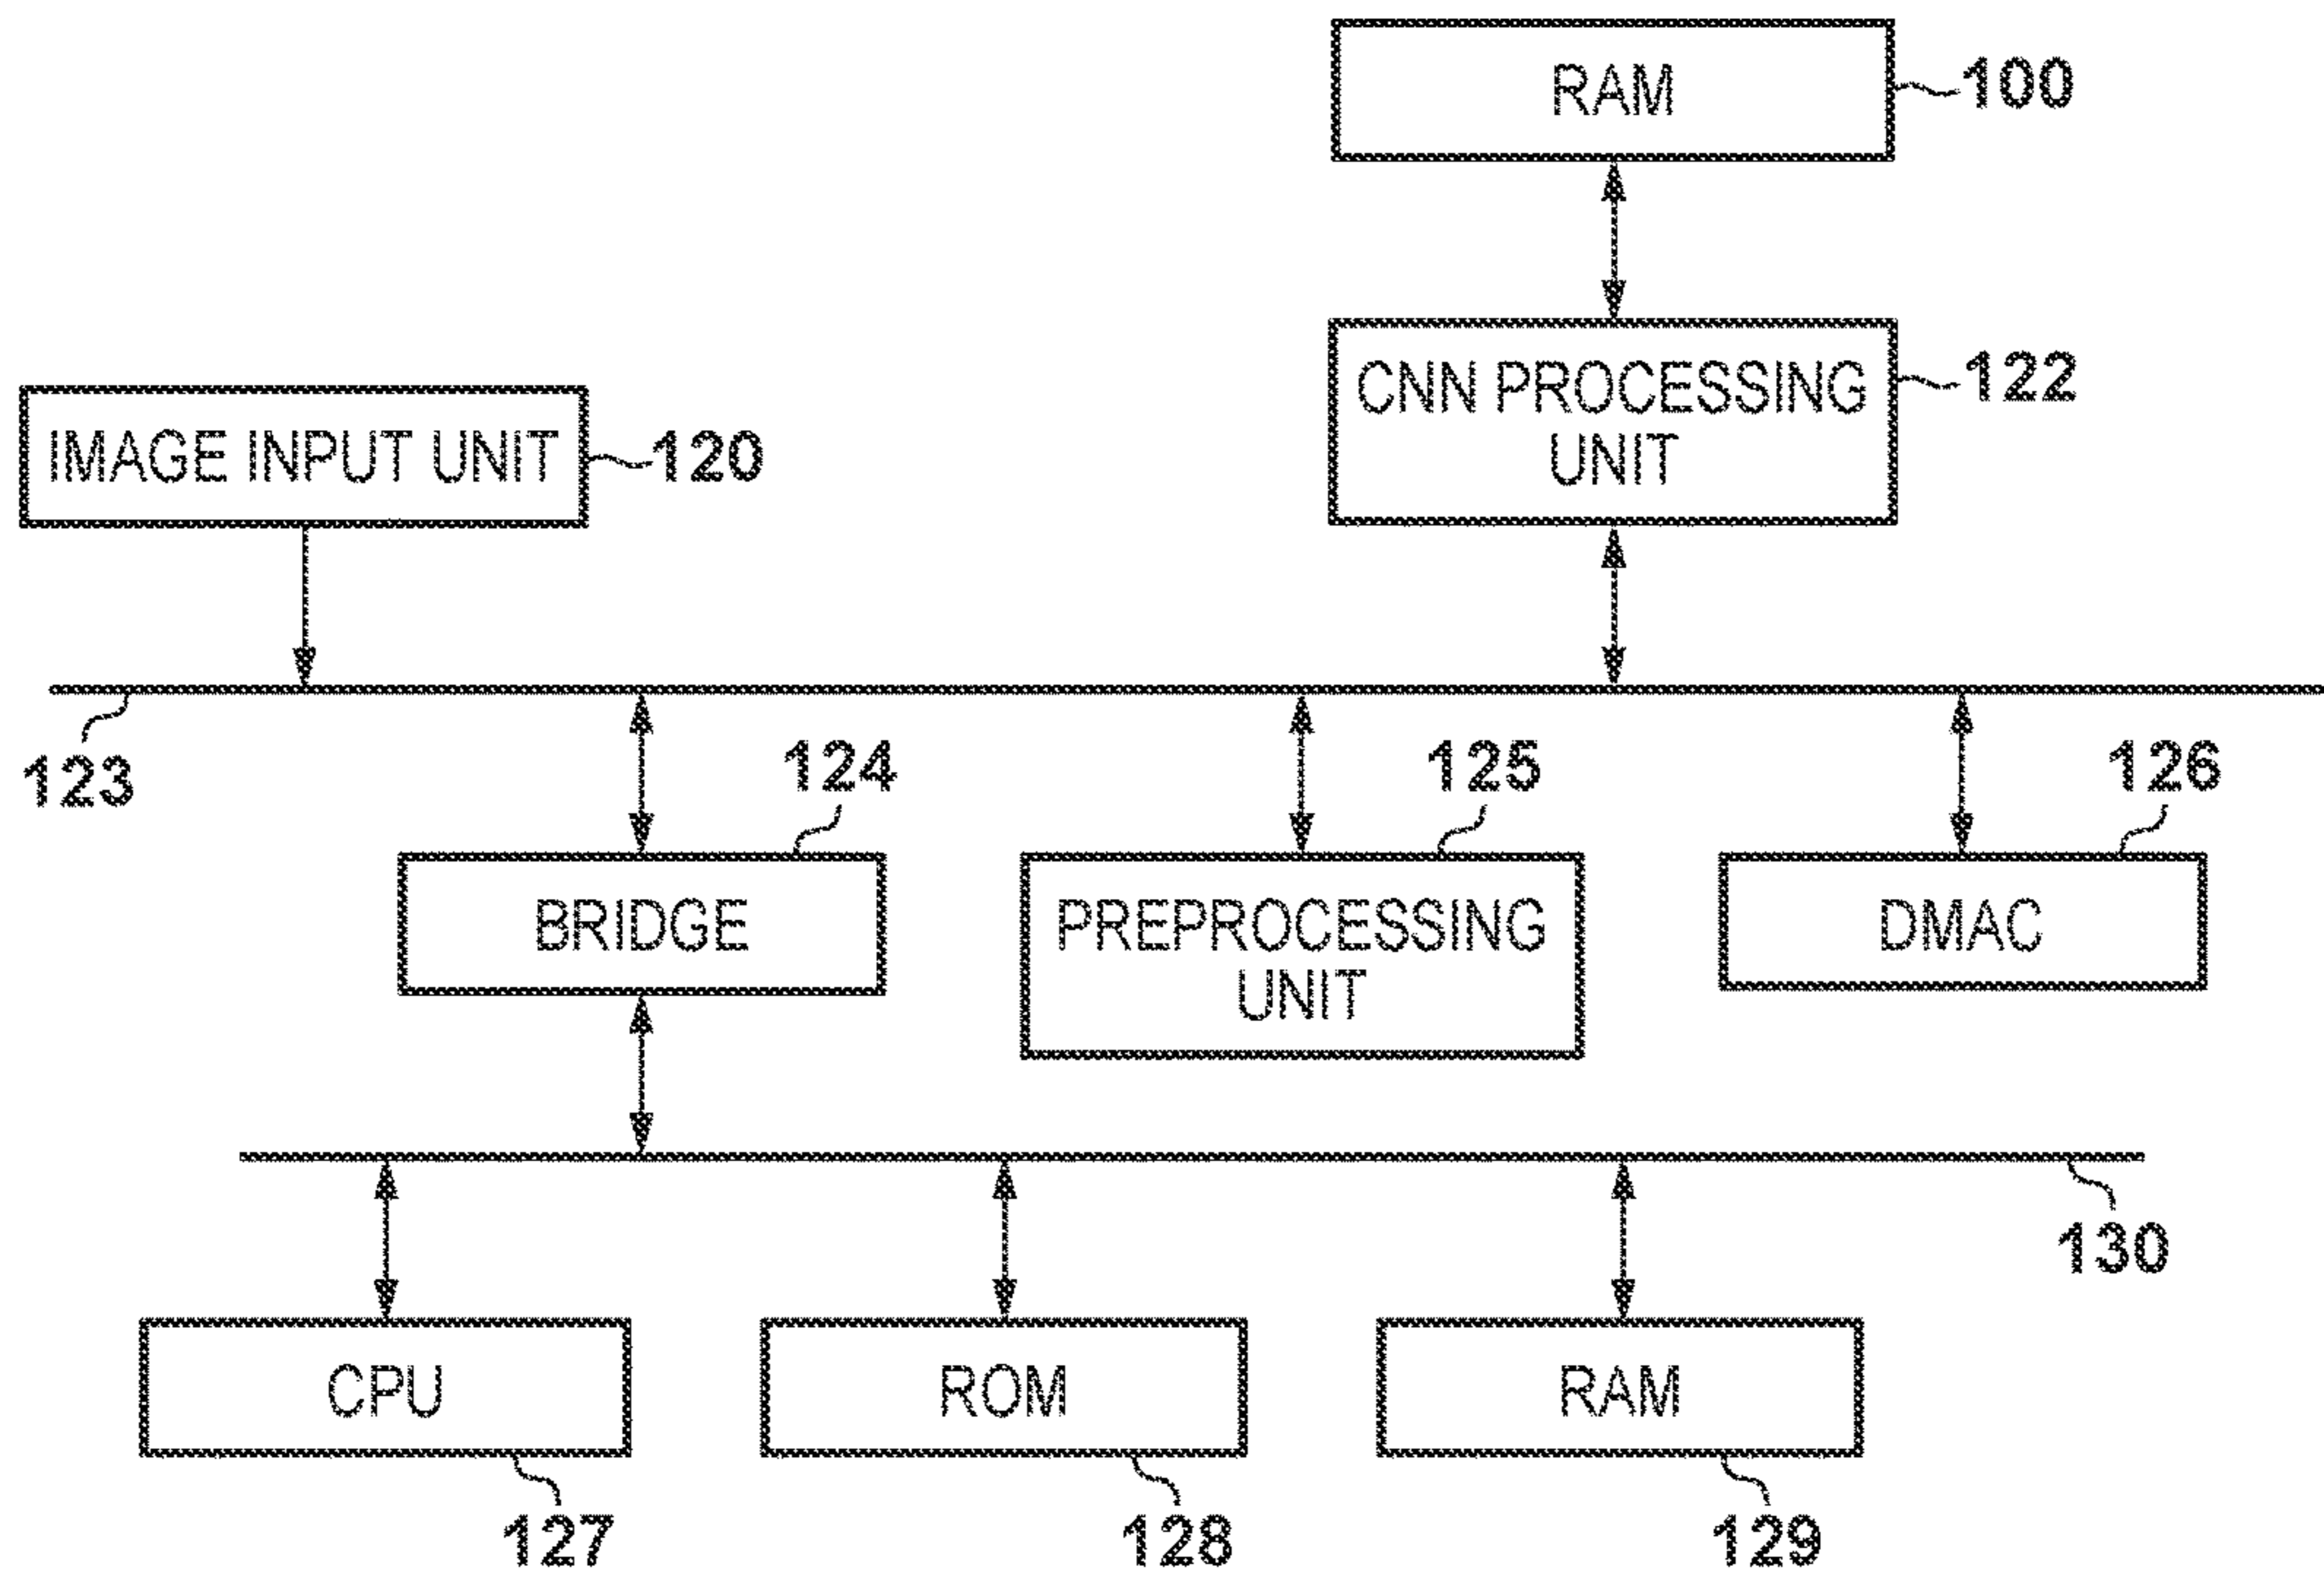 RAM
100
CNN PROCESSING
UNIT
122
IMAGE INPUT UNIT
120
123
124
125
126
BRIDGE
PREPROCESSING
UNIT
DMAC
130
CPU
ROM
RAM
127
128
129